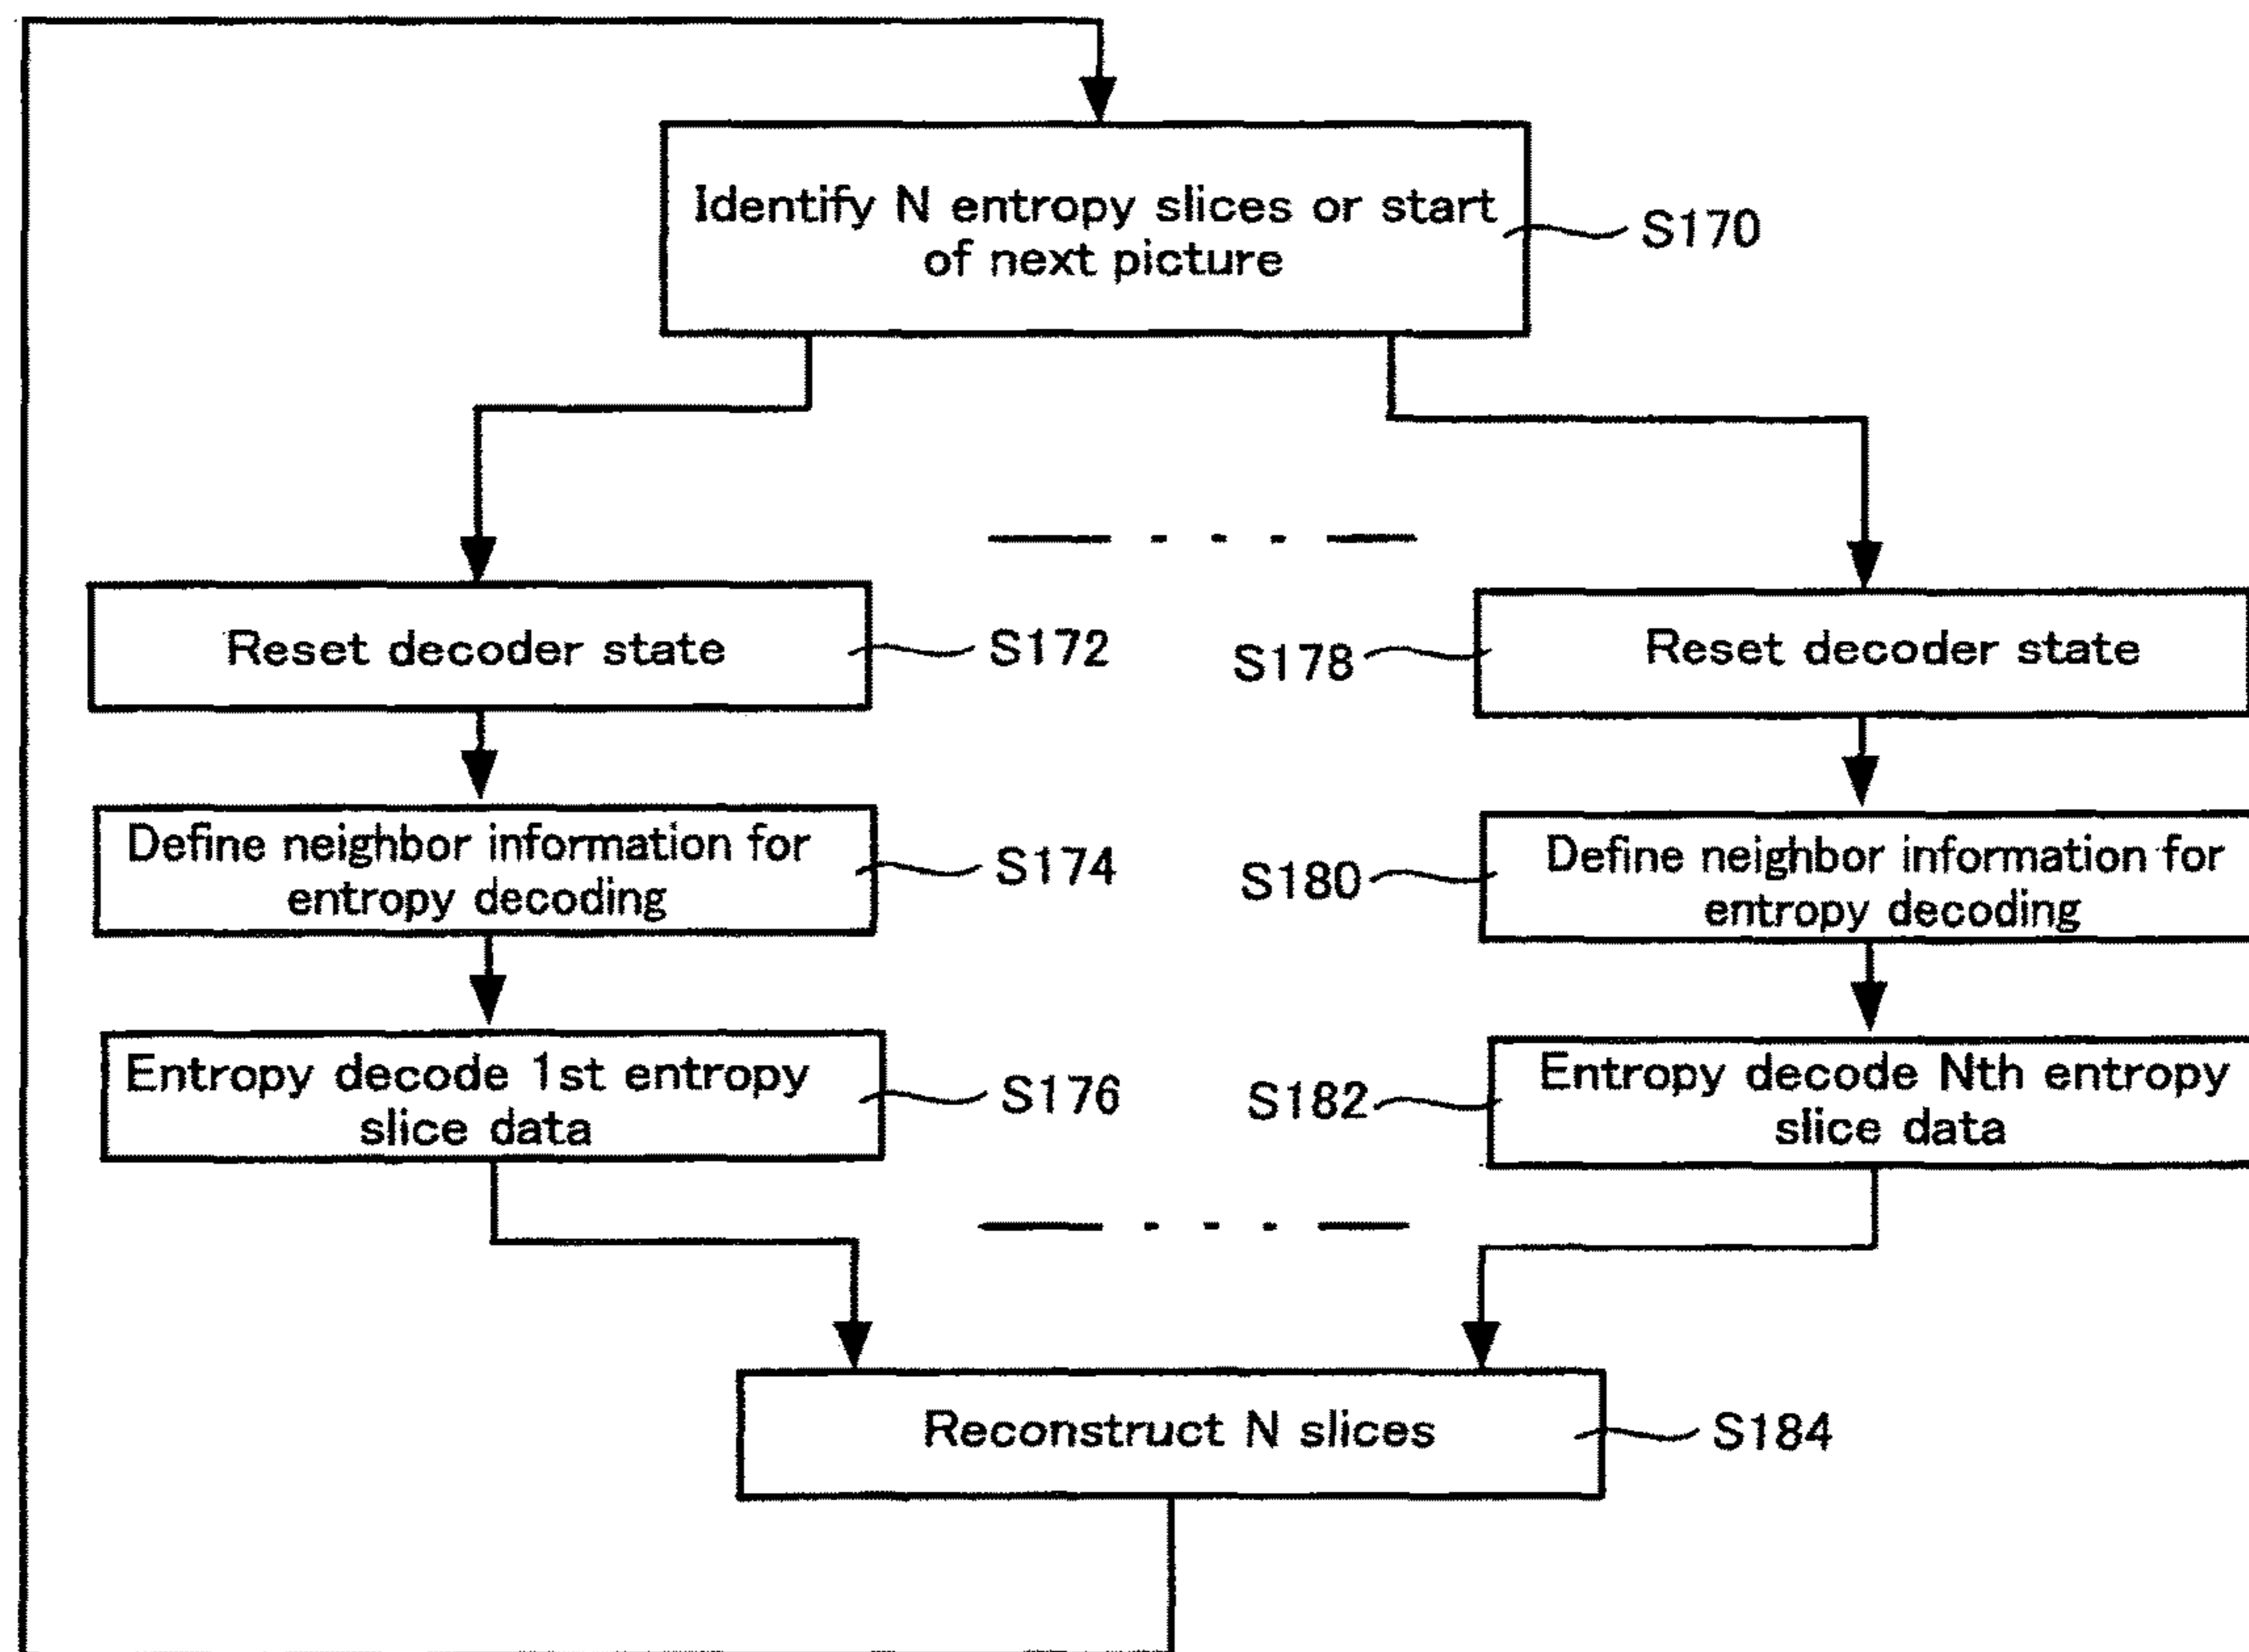 Identify N entropy slices or start
of next picture
S170
Reset decoder state
S172
S178
Reset decoder state
Define neighbor information for
entropy decoding
S174
S180
Define neighbor information for
entropy decoding
Entropy decode 1st entropy
slice data
S176
S182
Entropy decode Nth entropy
slice data
Reconstruct N slices
S184